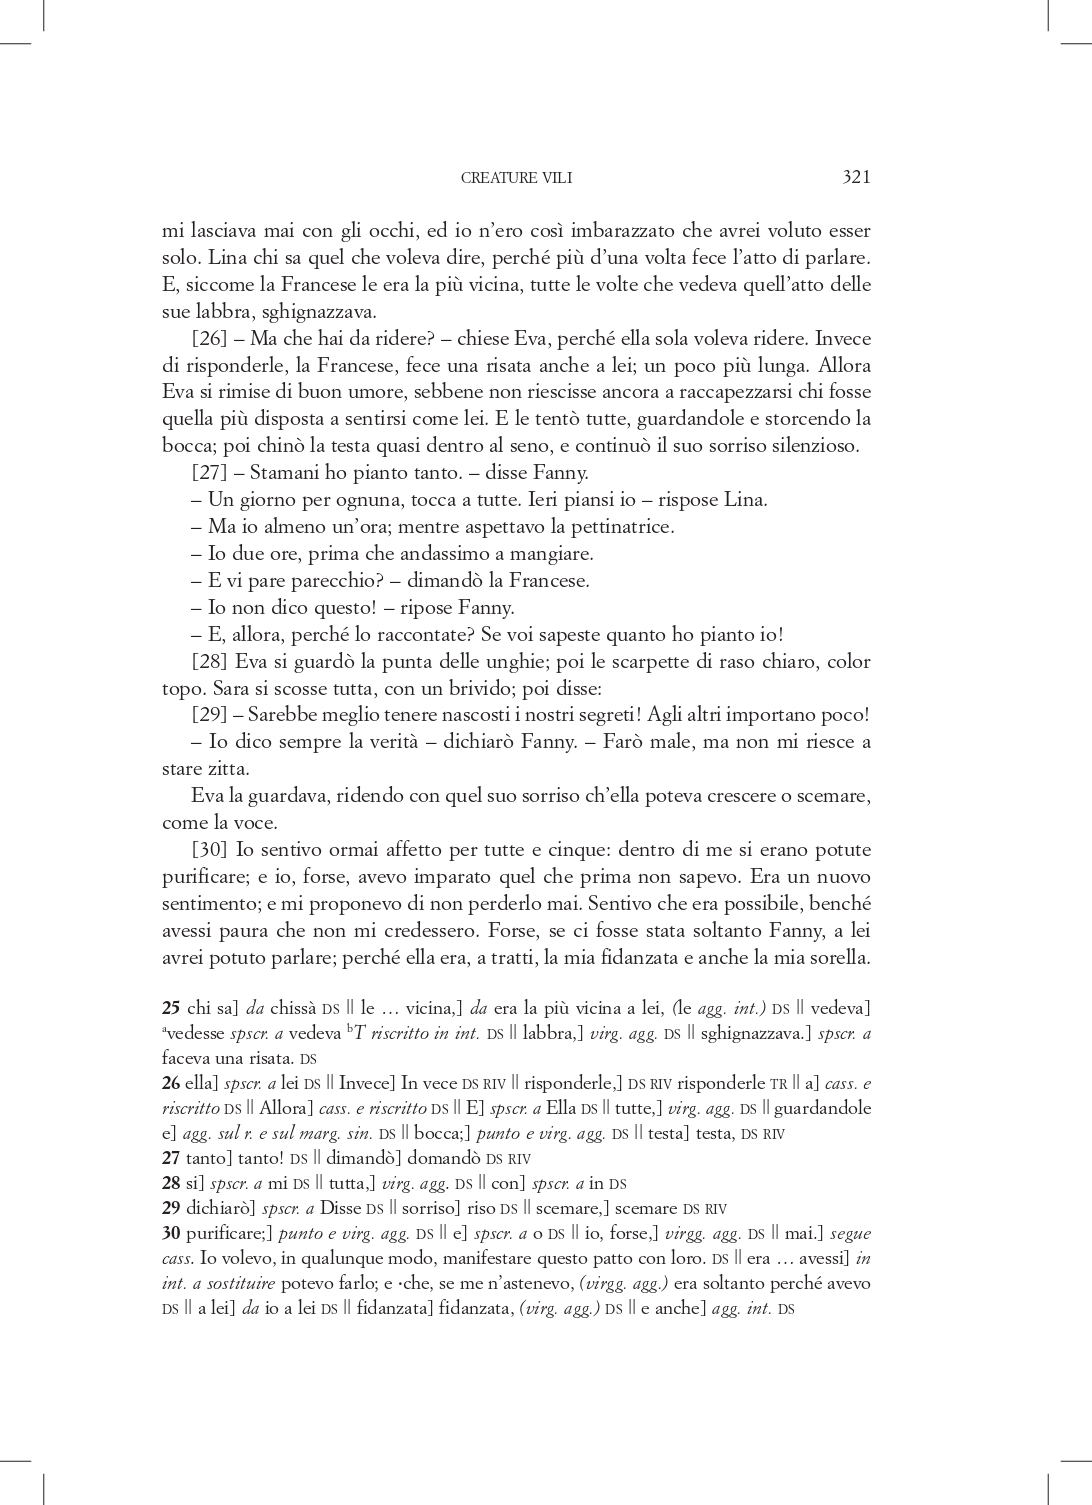 CREATURE VILI 321
mi lasciava mai con gli occhi, ed io n’ero così imbarazzato che avrei voluto esser
solo. Lina chi sa quel che voleva dire, perché più d’una volta fece l’atto di parlare.
E, siccome la Francese le era la più vicina, tutte le volte che vedeva quell’atto delle
sue labbra, sghignazzava.
[26] – Ma che hai da ridere? – chiese Eva, perché ella sola voleva ridere. Invece
di risponderle, la Francese, fece una risata anche a lei; un poco più lunga. Allora
Eva si rimise di buon umore, sebbene non riescisse ancora a raccapezzarsi chi fosse
quella più disposta a sentirsi come lei. E le tentò tutte, guardandole e storcendo la
bocca; poi chinò la testa quasi dentro al seno, e continuò il suo sorriso silenzioso.
[27] – Stamani ho pianto tanto. – disse Fanny.
– Un giorno per ognuna, tocca a tutte. Ieri piansi io – rispose Lina.
– Ma io almeno un’ora; mentre aspettavo la pettinatrice.
– Io due ore, prima che andassimo a mangiare.
– E vi pare parecchio? – dimandò la Francese.
– Io non dico questo! – ripose Fanny.
– E, allora, perché lo raccontate? Se voi sapeste quanto ho pianto io!
[28] Eva si guardò la punta delle unghie; poi le scarpette di raso chiaro, color
topo. Sara si scosse tutta, con un brivido; poi disse:
[29] – Sarebbe meglio tenere nascosti i nostri segreti! Agli altri importano poco!
– Io dico sempre la verità – dichiarò Fanny. – Farò male, ma non mi riesce a
stare zitta.
Eva la guardava, ridendo con quel suo sorriso ch’ella poteva crescere o scemare,
come la voce.
[30] Io sentivo ormai affetto per tutte e cinque: dentro di me si erano potute
purificare; e io, forse, avevo imparato quel che prima non sapevo. Era un nuovo
sentimento; e mi proponevo di non perderlo mai. Sentivo che era possibile, benché
avessi paura che non mi credessero. Forse, se ci fosse stata soltanto Fanny, a lei
avrei potuto parlare; perché ella era, a tratti, la mia fidanzata e anche la mia sorella.
25 chi sa] da chissà DS || le … vicina,] da era la più vicina a lei, (le agg. int.) DS || vedeva]
ᵃvedesse spscr. a vedeva ᵇT riscritto in int. DS || labbra,] virg. agg. DS || sghignazzava.] spscr. a
faceva una risata. DS
26 ella] spscr. a lei DS || Invece] In vece DS RIV || risponderle,] DS RIV risponderle TR || a] cass. e
riscritto DS || Allora] cass. e riscritto DS || E] spscr. a Ella DS || tutte,] virg. agg. DS || guardandole
e] agg. sul r. e sul marg. sin. DS || bocca;] punto e virg. agg. DS || testa] testa, DS RIV
27 tanto] tanto! DS || dimandò] domandò DS RIV
28 si] spscr. a mi DS || tutta,] virg. agg. DS || con] spscr. a in DS
29 dichiarò] spscr. a Disse DS || sorriso] riso DS || scemare,] scemare DS RIV
30 purificare;] punto e virg. agg. DS || e] spscr. a o DS || io, forse,] virgg. agg. DS || mai.] segue
cass. Io volevo, in qualunque modo, manifestare questo patto con loro. DS || era … avessi] in
int. a sostituire potevo farlo; e ·che, se me n’astenevo, (virgg. agg.) era soltanto perché avevo
DS || a lei] da io a lei DS || fidanzata] fidanzata, (virg. agg.) DS || e anche] agg. int. DS